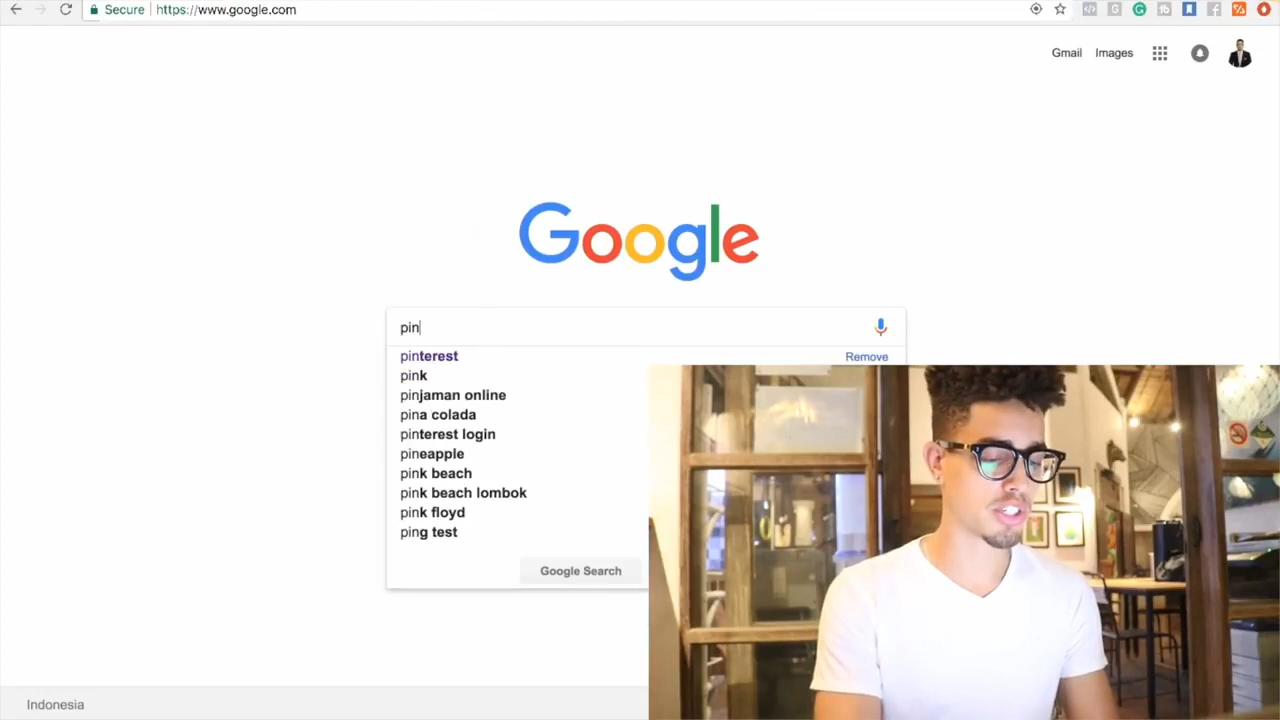 Secure https://www.google.com
Gmail Images
Google
pin
pinterest Remove
pink
pinjaman online
pina colada
pinterest login
pineapple
pink beach
pink beach lombok
pink floyd
ping test
Google Search
Indonesia